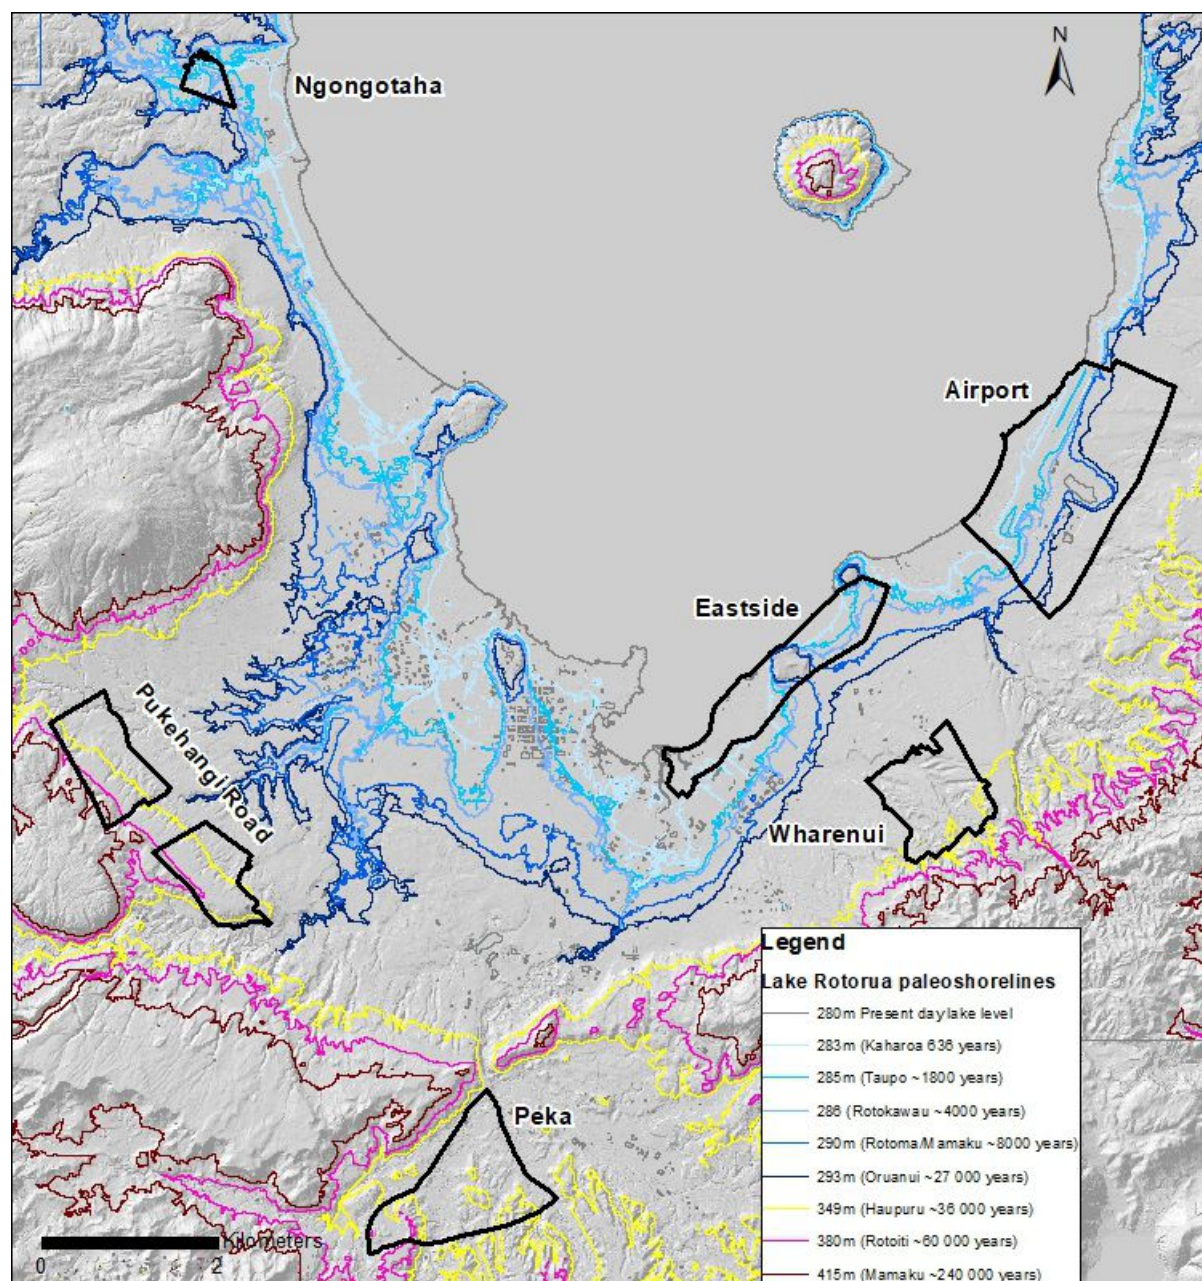 N
Ngongotaha
Airport
Eastside
Pukehangi Road
Wharenui
Peka
Legend
Lake Rotorua paleoshorelines
280m Present day lake level
283m (Kaharoa 636 years)
285m (Taupo ~1800 years)
286 (Rotokawau ~4000 years)
290m (Rotoma/Mamaku ~8000 years)
293m (Oruanui ~27 000 years)
349m (Haupuru ~36 000 years)
380m (Rotoiti ~60 000 years)
415m (Mamaku ~240 000 years)
Kilometers
0 2